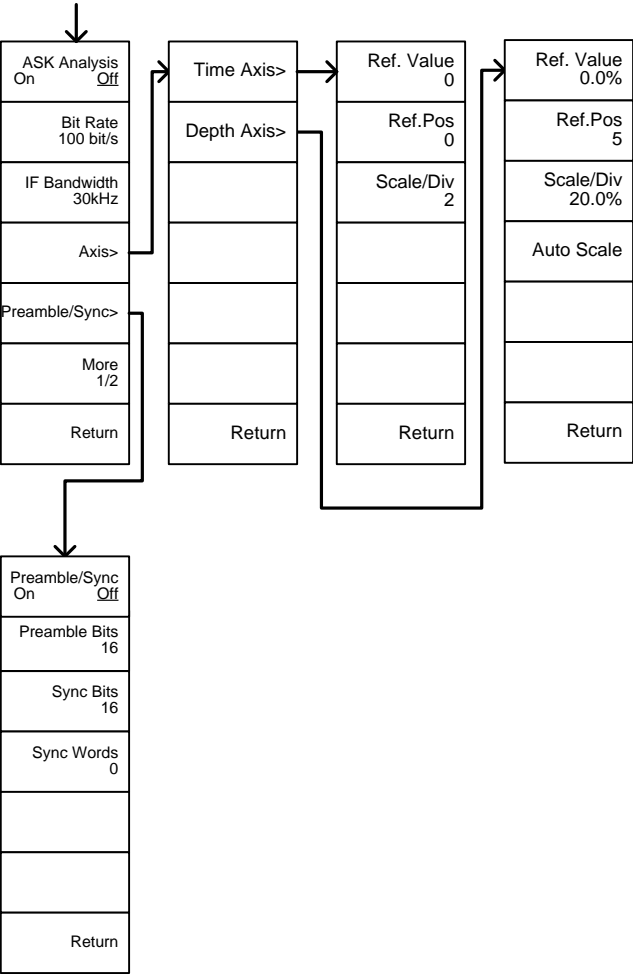 ASK Analysis
On Off
Bit Rate
100 bit/s
IF Bandwidth
30kHz
Axis>
Preamble/Sync>
More
1/2
Return
Time Axis>
Depth Axis>
Return
Ref. Value
0
Ref.Pos
0
Scale/Div
2
Return
Ref. Value
0.0%
Ref.Pos
5
Scale/Div
20.0%
Auto Scale
Return
Preamble/Sync
On Off
Preamble Bits
16
Sync Bits
16
Sync Words
0
Return